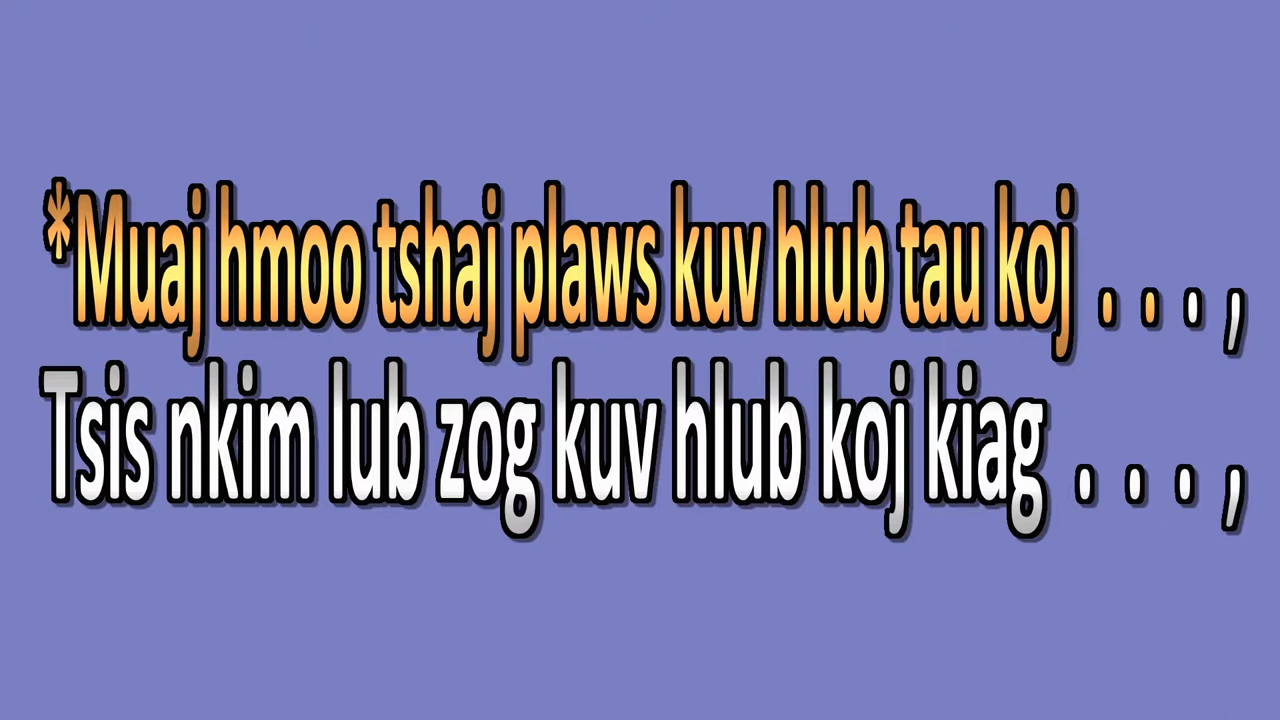 *Muaj hmoo tshaj plaws kuv hlub tau koj . . . ,
Tsis nkim lub zog kuv hlub koj kiag . . . ,